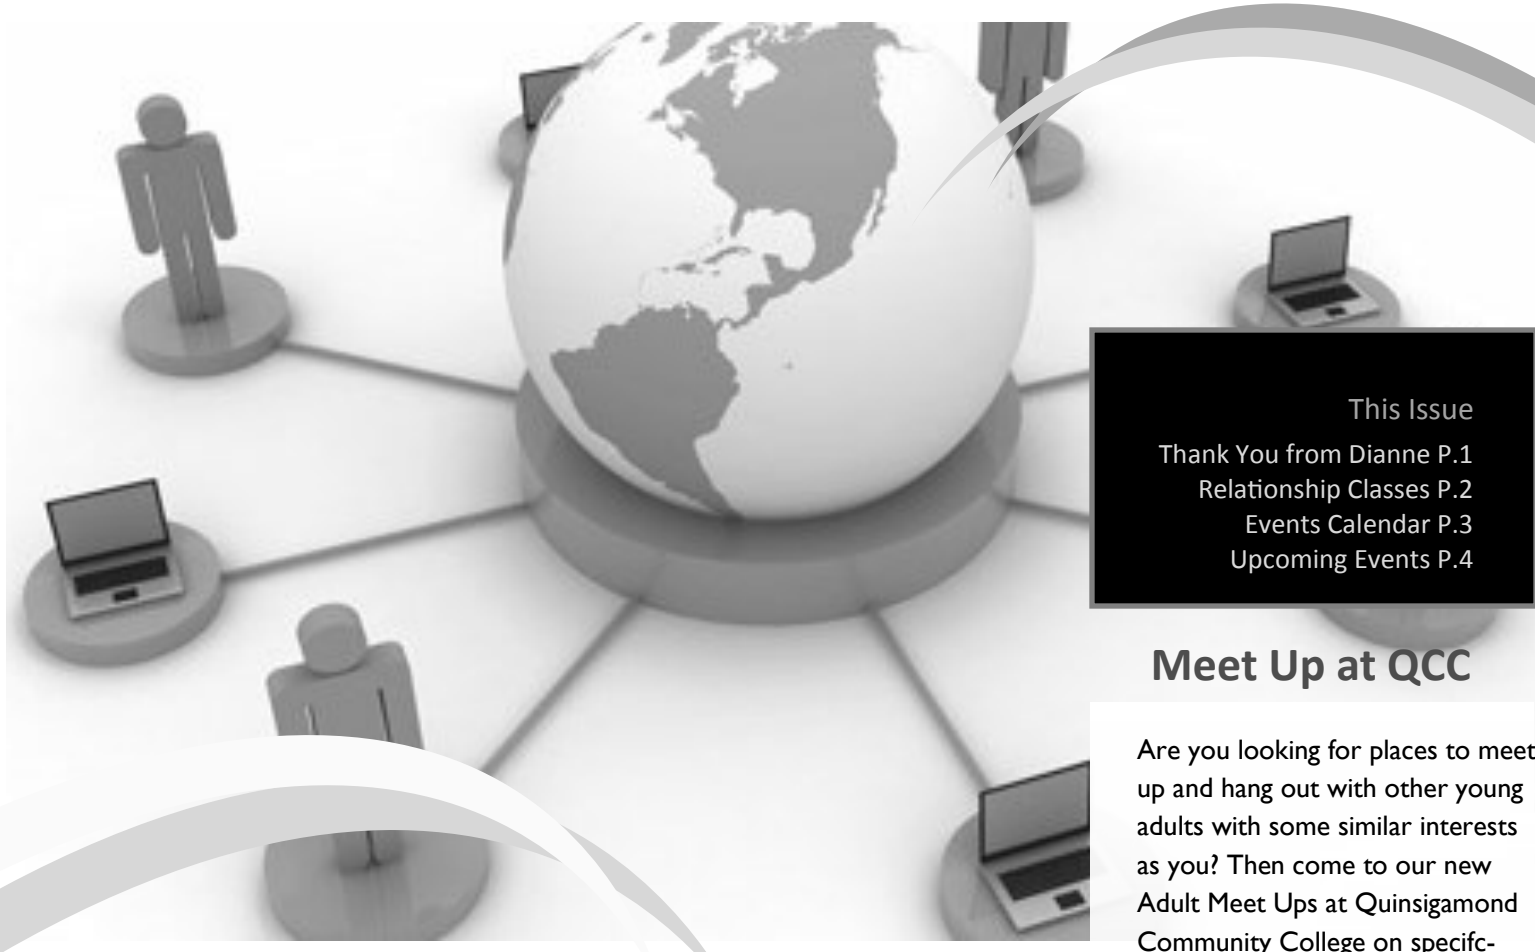 This Issue
Thank You from Dianne P.1
Relationship Classes P.2
Events Calendar P.3
Upcoming Events P.4
Meet Up at QCC
Are you looking for places to meet
up and hang out with other young
adults with some similar interests
as you? Then come to our new
Adult Meet Ups at Quinsigamond
Community College on specifc-